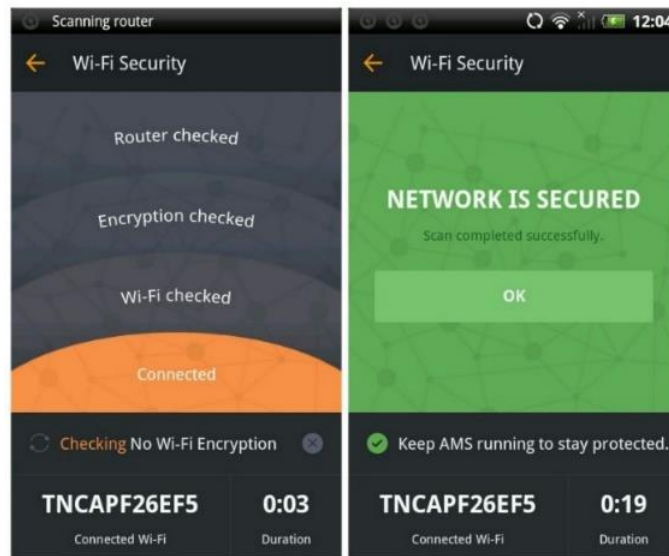 Scanning router
Wi-Fi Security
Router checked
Encryption checked
Wi-Fi checked
Connected
Checking No Wi-Fi Encryption
TNCAPF26EF5
Connected Wi-Fi
0:03
Duration
12:04
Wi-Fi Security
NETWORK IS SECURED
Scan completed successfully.
OK
Keep AMS running to stay protected.
TNCAPF26EF5
Connected Wi-Fi
0:19
Duration